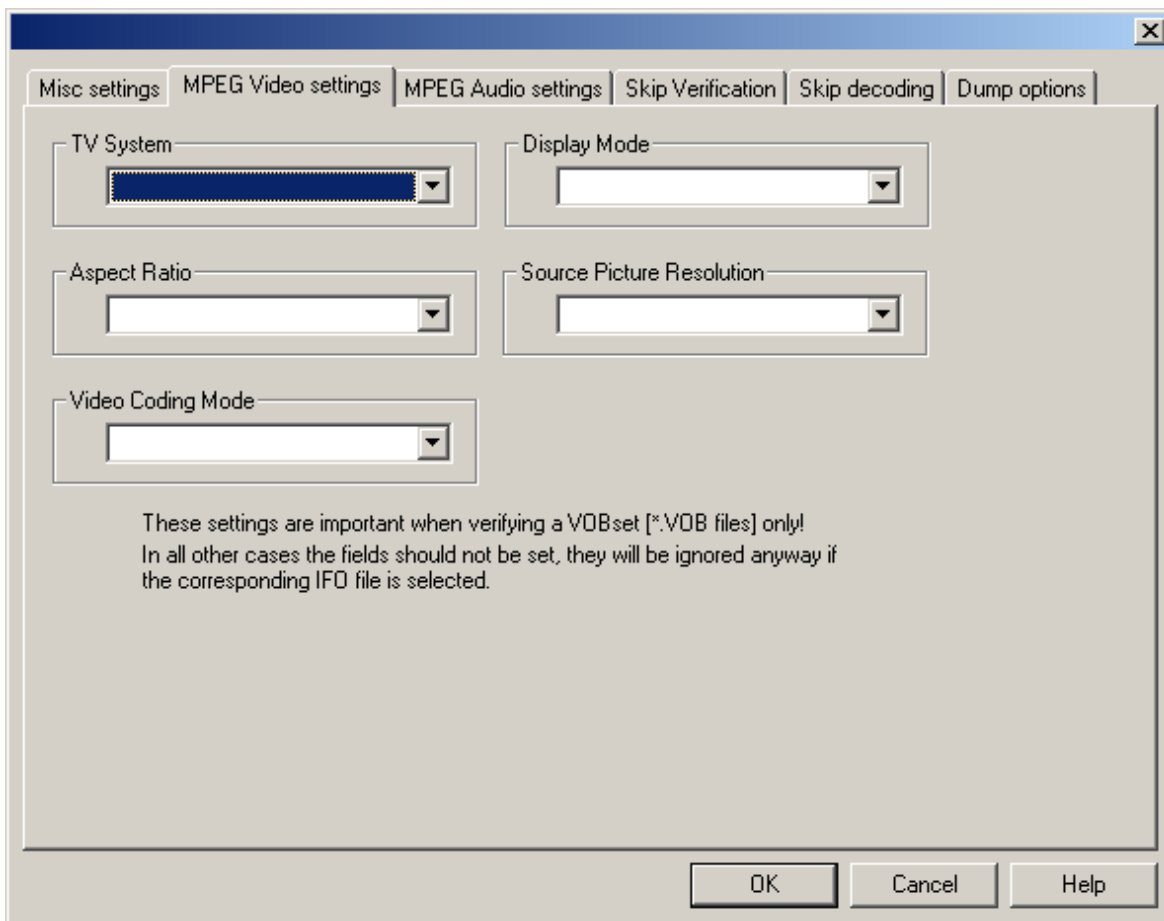 Misc settings
MPEG Video settings
MPEG Audio settings
Skip Verification
Skip decoding
Dump options
TV System
Display Mode
Aspect Ratio
Source Picture Resolution
Video Coding Mode
These settings are important when verifying a VOBset [*.VOB files] only!
In all other cases the fields should not be set, they will be ignored anyway if
the corresponding IFO file is selected.
OK
Cancel
Help